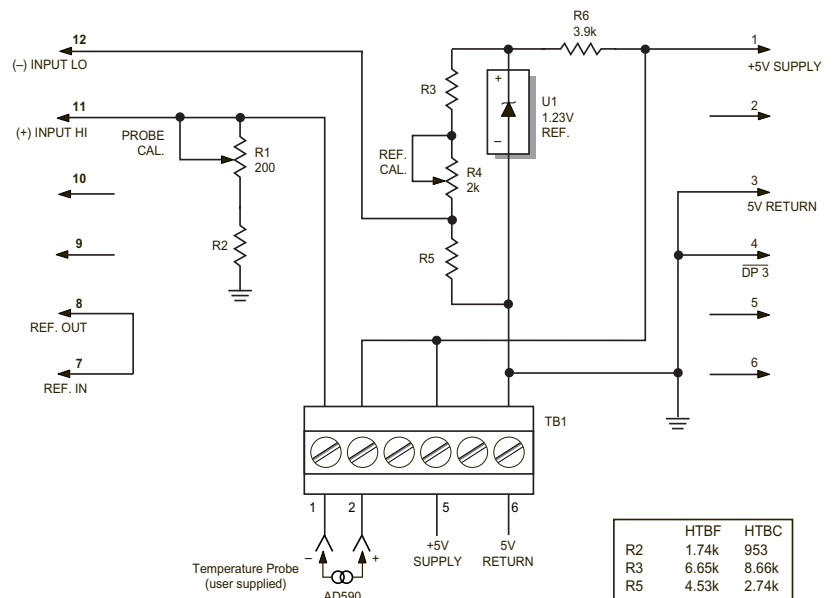 12
(–) INPUT LO
11
(+) INPUT HI
PROBE
CAL.
R1
200
10
R2
9
8
REF. OUT
7
REF. IN
R6
3.9k
R3
+
–
U1
1.23V
REF.
REF.
CAL.
R4
2k
R5
1
+5V SUPPLY
2
3
5V RETURN
4
DP 3
5
6
TB1
1
2
5
6
–
+
+5V
SUPPLY
5V
RETURN
Temperature Probe
(user supplied)
AD590
HTBF HTBC
R2 1.74k 953
R3 6.65k 8.66k
R5 4.53k 2.74k